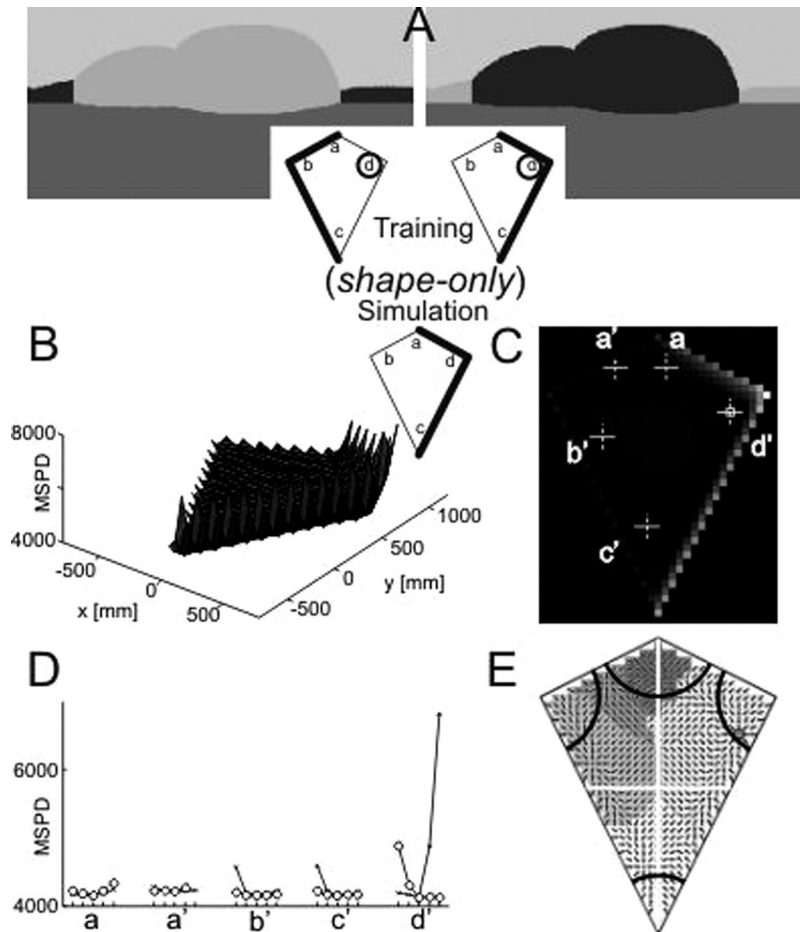 A
a
b
d
c
a
b
d
c
Training
(shape-only)
Simulation
B
a
b
d
c
8000
MSPD
4000
-500
0
500
x [mm]
-500
0
500
1000
y [mm]
C
a' a
b' d'
c'
D
6000
MSPD
4000
a a' b' c' d'
E